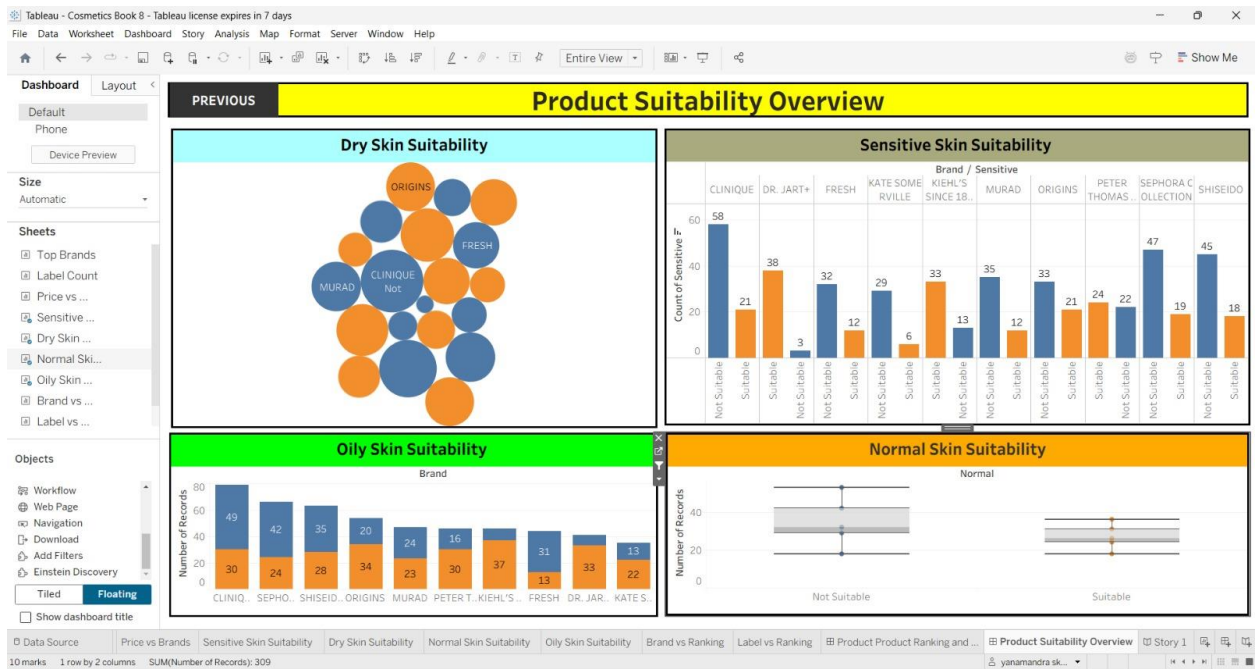 Tableau - Cosmetics Book 8 - Tableau license expires in 7 days
File Data Worksheet Dashboard Story Analysis Map Format Server Window Help
Entire View
Show Me
Dashboard Layout
Default
Phone
Device Preview
Size
Automatic
Sheets
Top Brands
Label Count
Price vs ...
Sensitive ...
Dry Skin ...
Normal Ski...
Oily Skin ...
Brand vs ...
Label vs ...
Objects
Workflow
Web Page
Navigation
Download
Add Filters
Einstein Discovery
Tiled Floating
Show dashboard title
PREVIOUS
Product Suitability Overview
Dry Skin Suitability
ORIGINS
FRESH
CLINIQUE
Not
MURAD
Sensitive Skin Suitability
Brand / Sensitive
CLINIQUE DR. JART+ FRESH KATE SOME RVILLE KIEHL'S SINCE 18.. MURAD ORIGINS PETER THOMAS .. SEPHORA C OLLECTION SHISEIDO
Count of Sensitive
60
40
20
0
58 21 38 3 32 12 29 6 33 13 35 12 33 21 24 22 47 19 45 18
Not Suitable Suitable Suitable Not Suitable Not Suitable Suitable Not Suitable Suitable Suitable Not Suitable Not Suitable Suitable Not Suitable Suitable Suitable Not Suitable Not Suitable Suitable Not Suitable Suitable
Oily Skin Suitability
Brand
Number of Records
80
60
40
20
0
49 42 35 20 24 16 31 13
30 24 28 34 23 30 37 13 33 22
CLINIQ.. SEPHO.. SHISEID.. ORIGINS MURAD PETER T.. KIEHL'S .. FRESH DR. JAR.. KATE S..
Normal Skin Suitability
Normal
Number of Records
40
20
0
Not Suitable Suitable
Data Source Price vs Brands Sensitive Skin Suitability Dry Skin Suitability Normal Skin Suitability Oily Skin Suitability Brand vs Ranking Label vs Ranking Product Product Ranking and ... Product Suitability Overview Story 1
10 marks 1 row by 2 columns SUM(Number of Records): 309
yanamandra sk...